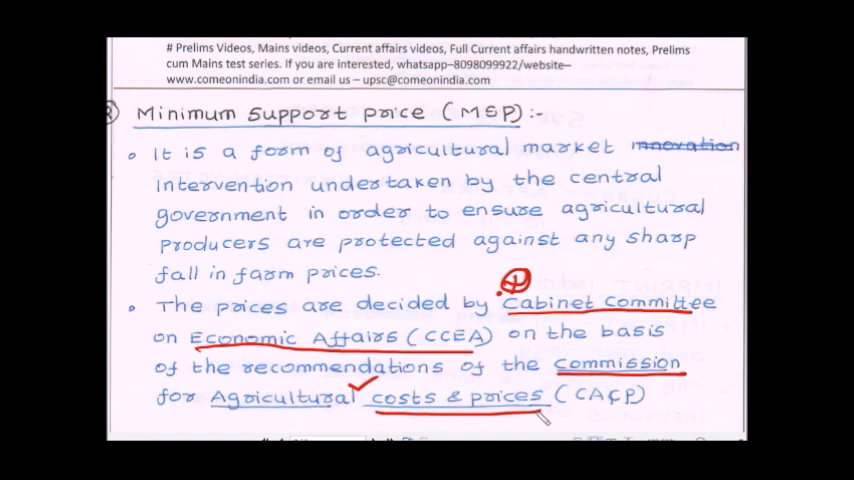 # Prelims Videos, Mains videos, Current affairs videos, Full Current affairs handwritten notes, Prelims
cum Mains test series. If you are interested, whatsapp–8098099922/website–
www.comeonindia.com or email us – upsc@comeonindia.com
Minimum Support price (MSP) :-
• It is a form of agricultural market innovation
intervention undertaken by the central
government in order to ensure agricultural
producers are protected against any sharp
fall in farm prices.
• The prices are decided by Cabinet Committee
on Economic Affairs (CCEA) on the basis
of the recommendations of the Commission
for Agricultural costs & prices (CACP)